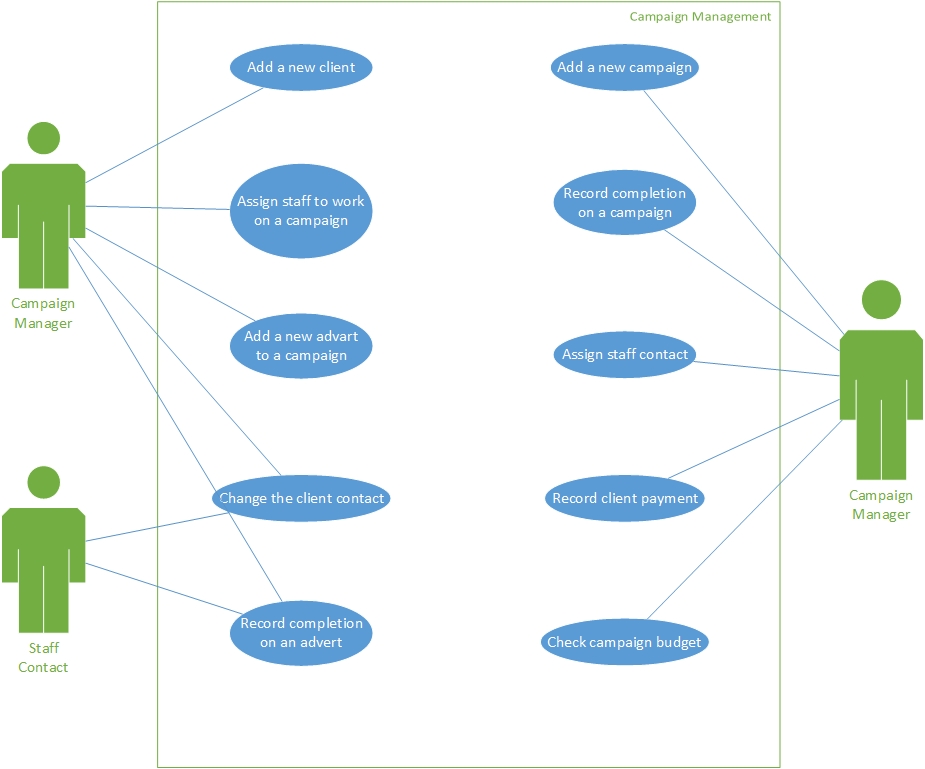 Campaign Management
Add a new client
Add a new campaign
Assign staff to work
on a campaign
Record completion
on a campaign
Campaign
Manager
Add a new advart
to a campaign
Assign staff contact
Change the client contact
Record client payment
Campaign
Manager
Record completion
on an advert
Check campaign budget
Staff
Contact